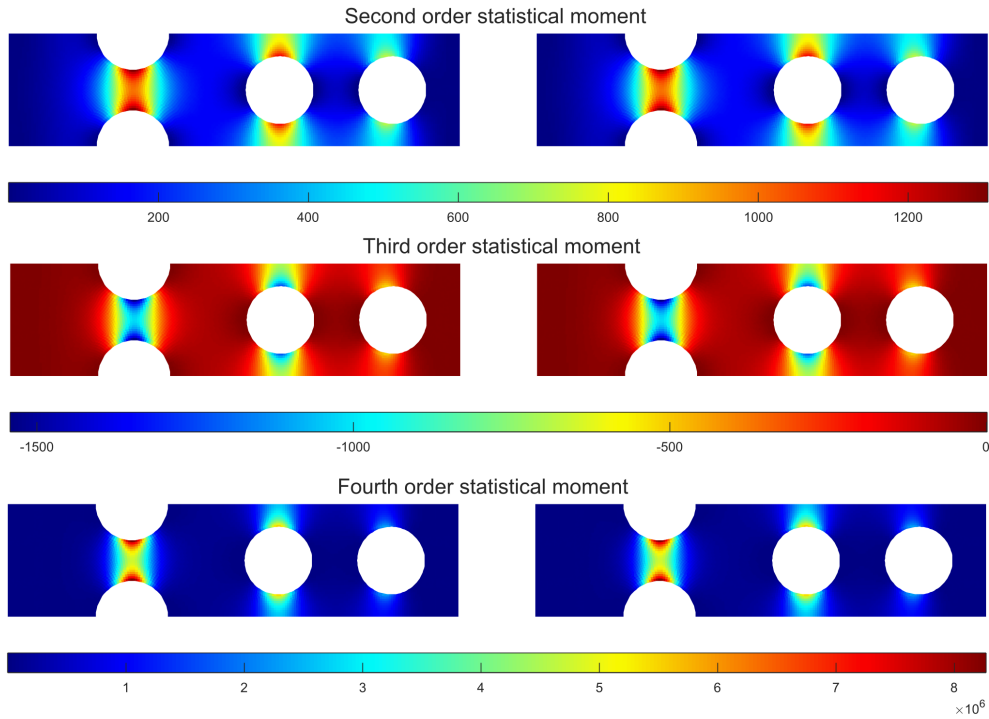 Second order statistical moment
200 400 600 800 1000 1200
Third order statistical moment
-1500 -1000 -500 0
Fourth order statistical moment
1 2 3 4 5 6 7 8
×10⁶